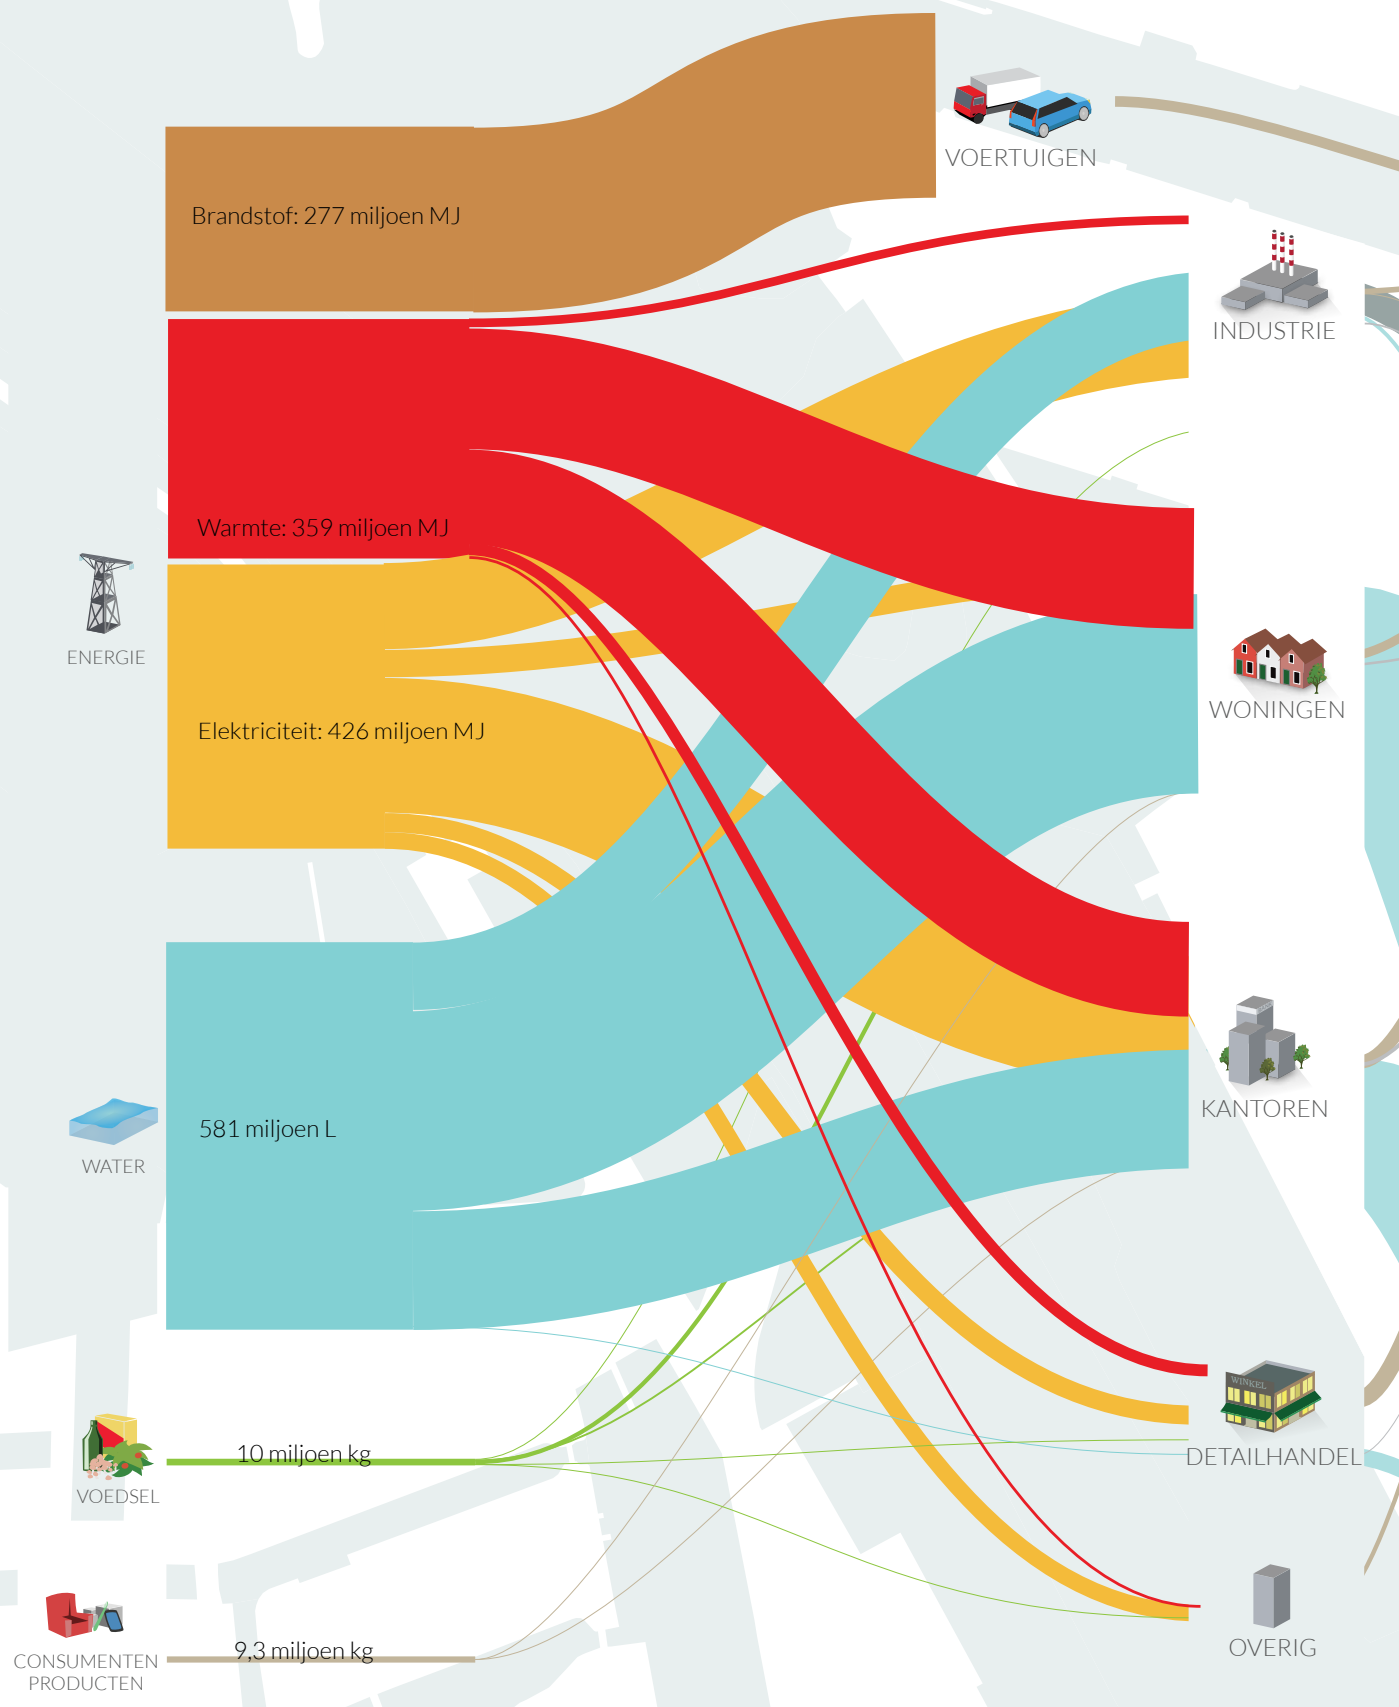 VOERTUIGEN
Brandstof: 277 miljoen MJ
INDUSTRIE
Warmte: 359 miljoen MJ
ENERGIE
WONINGEN
Elektriciteit: 426 miljoen MJ
KANTOREN
581 miljoen L
WATER
WINKEL
10 miljoen kg
DETAILHANDEL
VOEDSEL
OVERIG
9,3 miljoen kg
CONSUMENTEN
PRODUCTEN